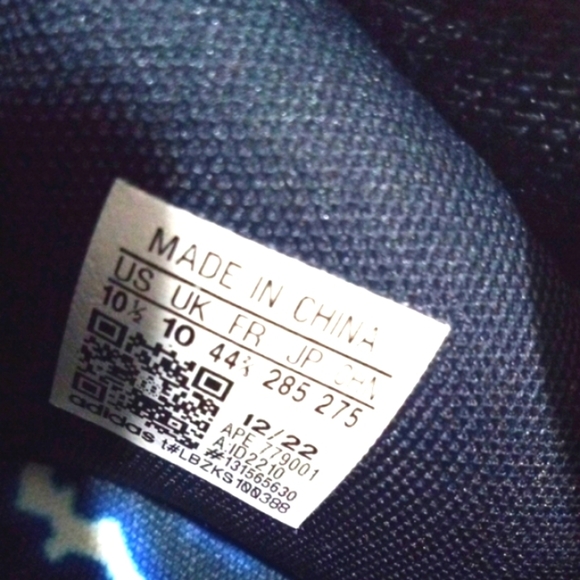 MADE IN CHINA
US UK FR JP CHN
10½ 10 44⅔ 285 275
12/22
APE 779001
A:ID2210
#131565630
adidas t#LBZKS100388